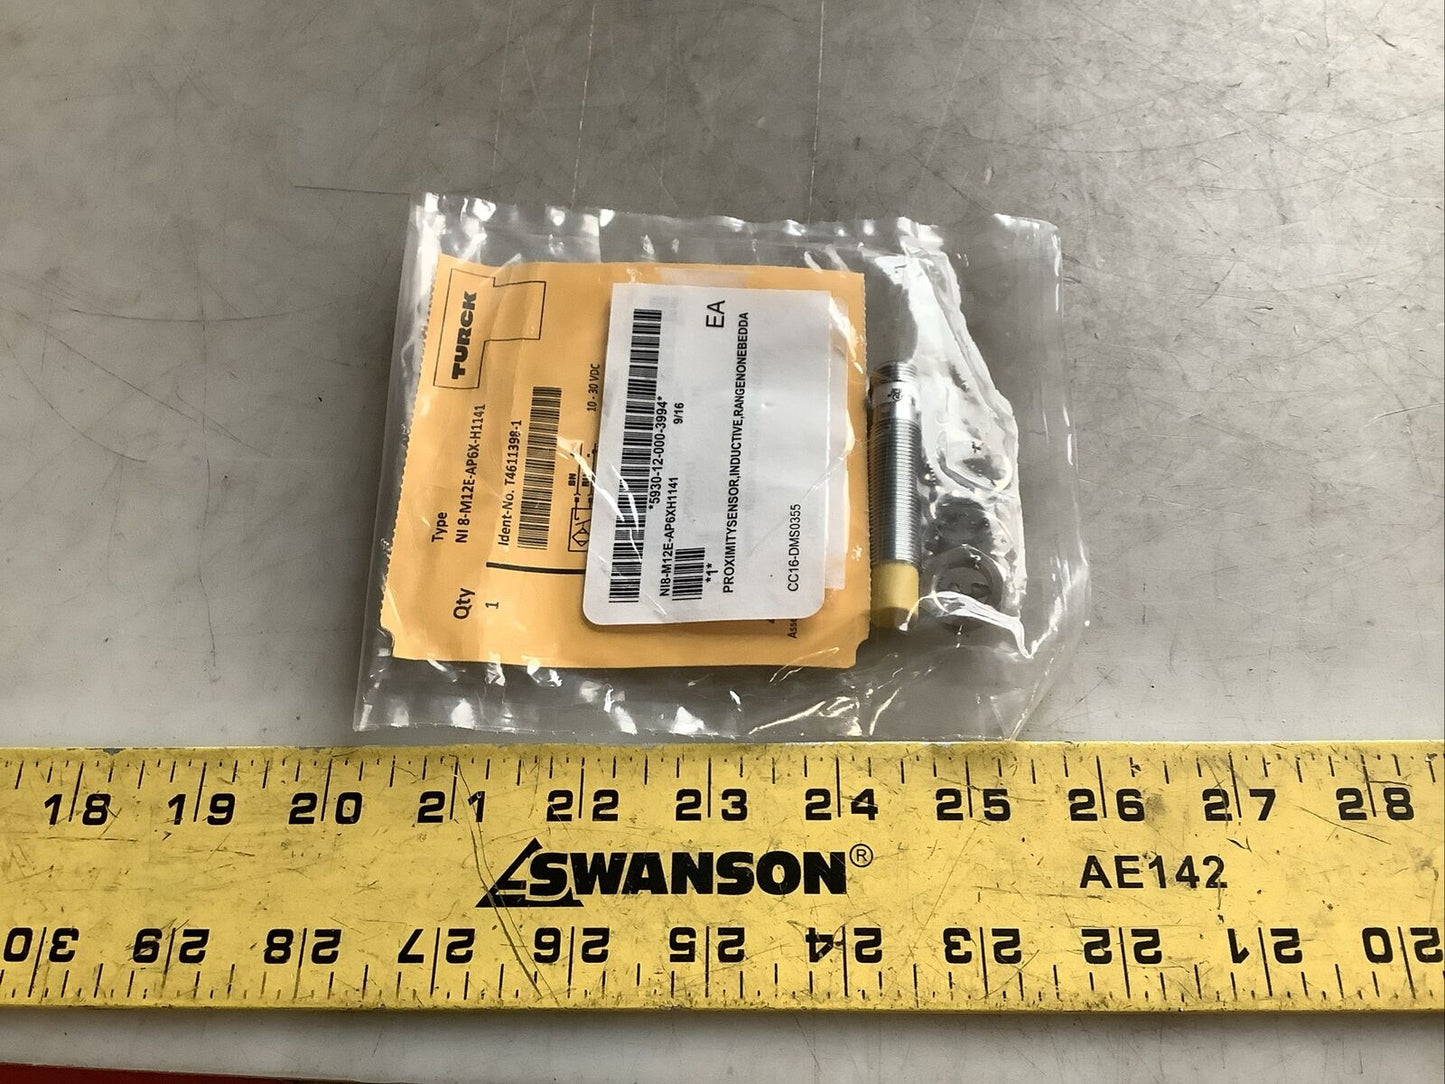 TURCK
Type
NI 8-M12E-AP6X-H1141
Ident-No. T4611398-1
10 - 30 VDC
BN
Qty
1
EA
*5930-12-000-3994*
NI8-M12E-AP6XH1141
9/16
*1*
PROXIMITYSENSOR,INDUCTIVE,RANGENONEBEDDA
CC16-DMS0355
18 19 20 21 22 23 24 25 26 27 28
SWANSON®
AE142
30 29 28 27 26 25 24 23 22 21 20